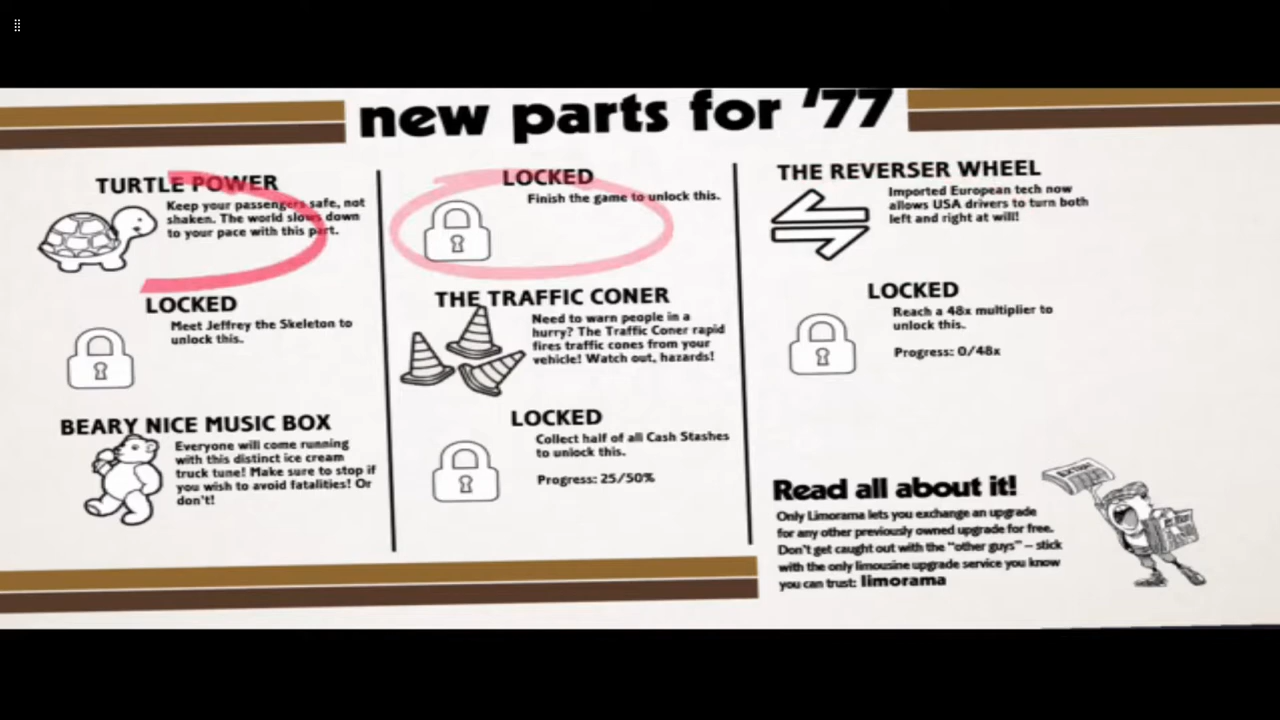 new parts for '77
TURTLE POWER
Keep your passengers safe, not
shaken. The world slows down
to your pace with this part.
LOCKED
Meet Jeffrey the Skeleton to
unlock this.
BEARY NICE MUSIC BOX
Everyone will come running
with this distinct ice cream
truck tune! Make sure to stop if
you wish to avoid fatalities! Or
don't!
LOCKED
Finish the game to unlock this.
THE TRAFFIC CONER
Need to warn people in a
hurry? The Traffic Coner rapid
fires traffic cones from your
vehicle! Watch out, hazards!
LOCKED
Collect half of all Cash Stashes
to unlock this.
Progress: 25/50%
THE REVERSER WHEEL
Imported European tech now
allows USA drivers to turn both
left and right at will!
LOCKED
Reach a 48x multiplier to
unlock this.
Progress: 0/48x
Read all about it!
Only Limorama lets you exchange an upgrade
for any other previously owned upgrade for free.
Don't get caught out with the "other guys" – stick
with the only limousine upgrade service you know
you can trust: limorama